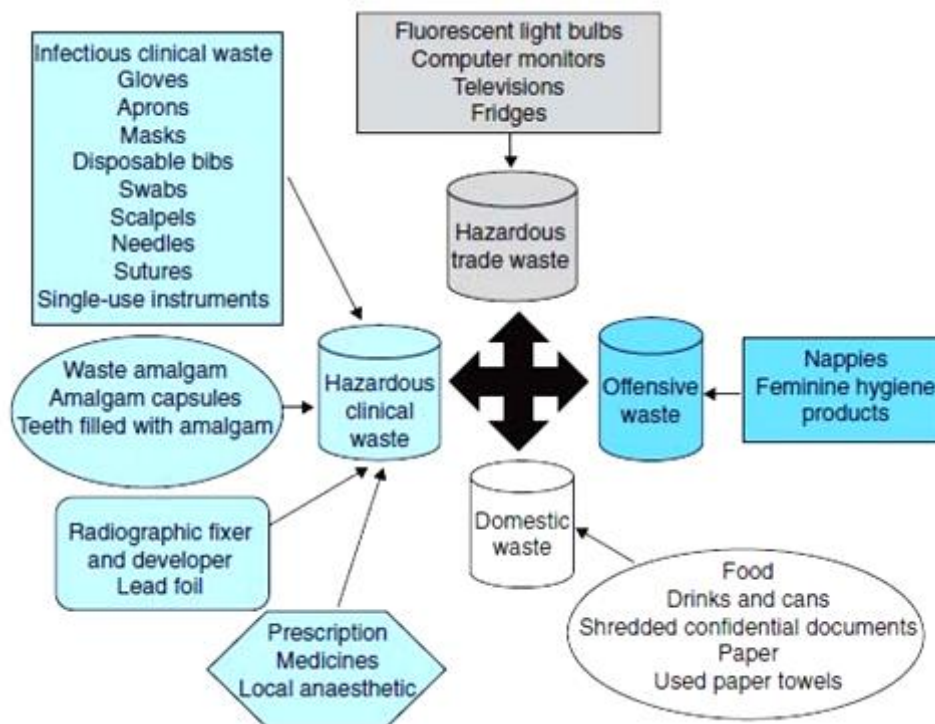 Infectious clinical waste
Gloves
Aprons
Masks
Disposable bibs
Swabs
Scalpels
Needles
Sutures
Single-use instruments
Fluorescent light bulbs
Computer monitors
Televisions
Fridges
Hazardous
trade waste
Waste amalgam
Amalgam capsules
Teeth filled with amalgam
Hazardous
clinical
waste
Offensive
waste
Nappies
Feminine hygiene
products
Radiographic fixer
and developer
Lead foil
Domestic
waste
Prescription
Medicines
Local anaesthetic
Food
Drinks and cans
Shredded confidential documents
Paper
Used paper towels